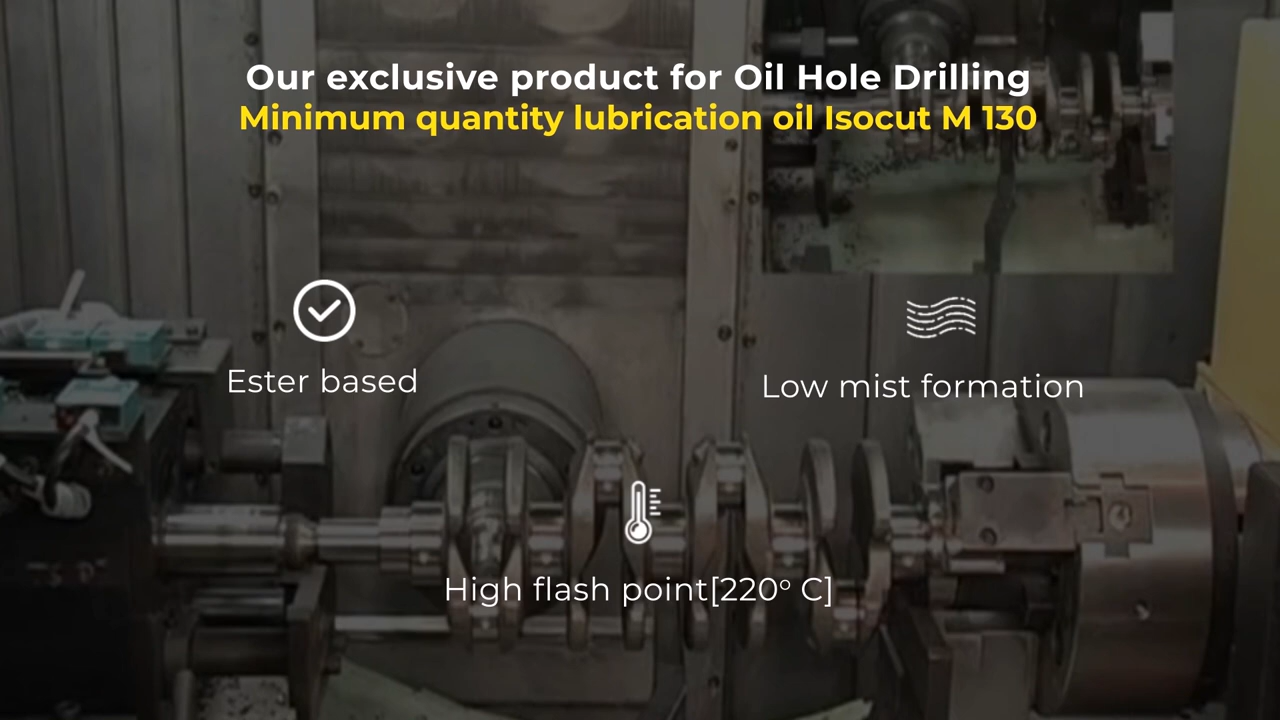 Our exclusive product for Oil Hole Drilling
Minimum quantity lubrication oil Isocut M 130
Ester based
Low mist formation
High flash point[220° C]